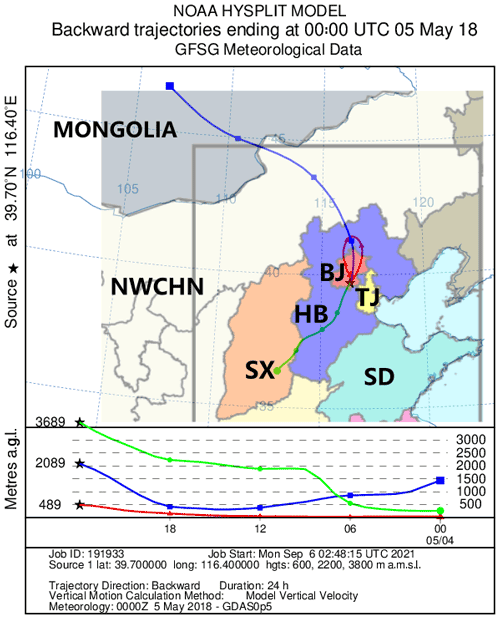 NOAA HYSPLIT MODEL
Backward trajectories ending at 00:00 UTC 05 May 18
GFSG Meteorological Data
Source ★ at 39.70°N 116.40°E
MONGOLIA
45
100
105
110
115
120
NWCHN
BJ
40
TJ
HB
SX
SD
35
Metres a.g.l.
3689
2089
489
3000
2500
2000
1500
1000
500
18
12
06
00
05/04
Job ID: 191933 Job Start: Mon Sep 6 02:48:15 UTC 2021
Source 1 lat: 39.700000 long: 116.400000 hgts: 600, 2200, 3800 m a.m.s.l.
Trajectory Direction: Backward Duration: 24 h
Vertical Motion Calculation Method: Model Vertical Velocity
Meteorology: 0000Z 5 May 2018 - GDAS0p5